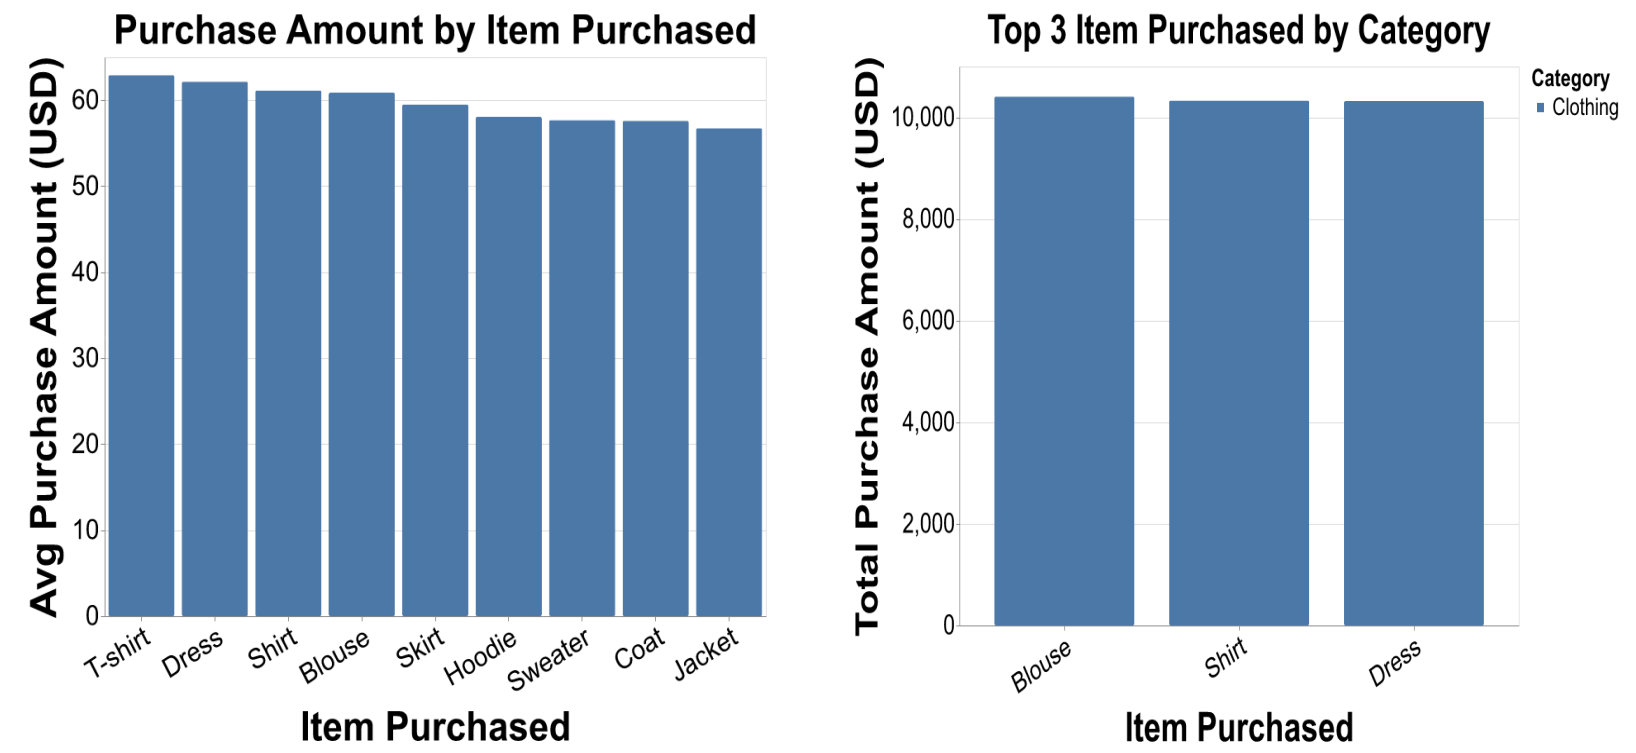 Purchase Amount by Item Purchased
Avg Purchase Amount (USD)
60
50
40
30
20
10
0
T-shirt
Dress
Shirt
Blouse
Skirt
Hoodie
Sweater
Coat
Jacket
Item Purchased
Top 3 Item Purchased by Category
Total Purchase Amount (USD)
10,000
8,000
6,000
4,000
2,000
0
Blouse
Shirt
Dress
Item Purchased
Category
Clothing